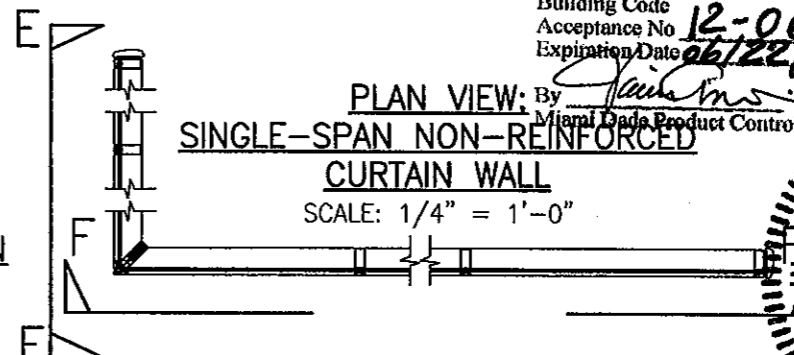 Building Code
Acceptance No 12-0
Expiration Date 06/22/
E
PLAN VIEW: By
SINGLE-SPAN NON-REINFORCED
Miami Dade Product Contro
CURTAIN WALL
SCALE: 1/4" = 1'-0"
F
N
E